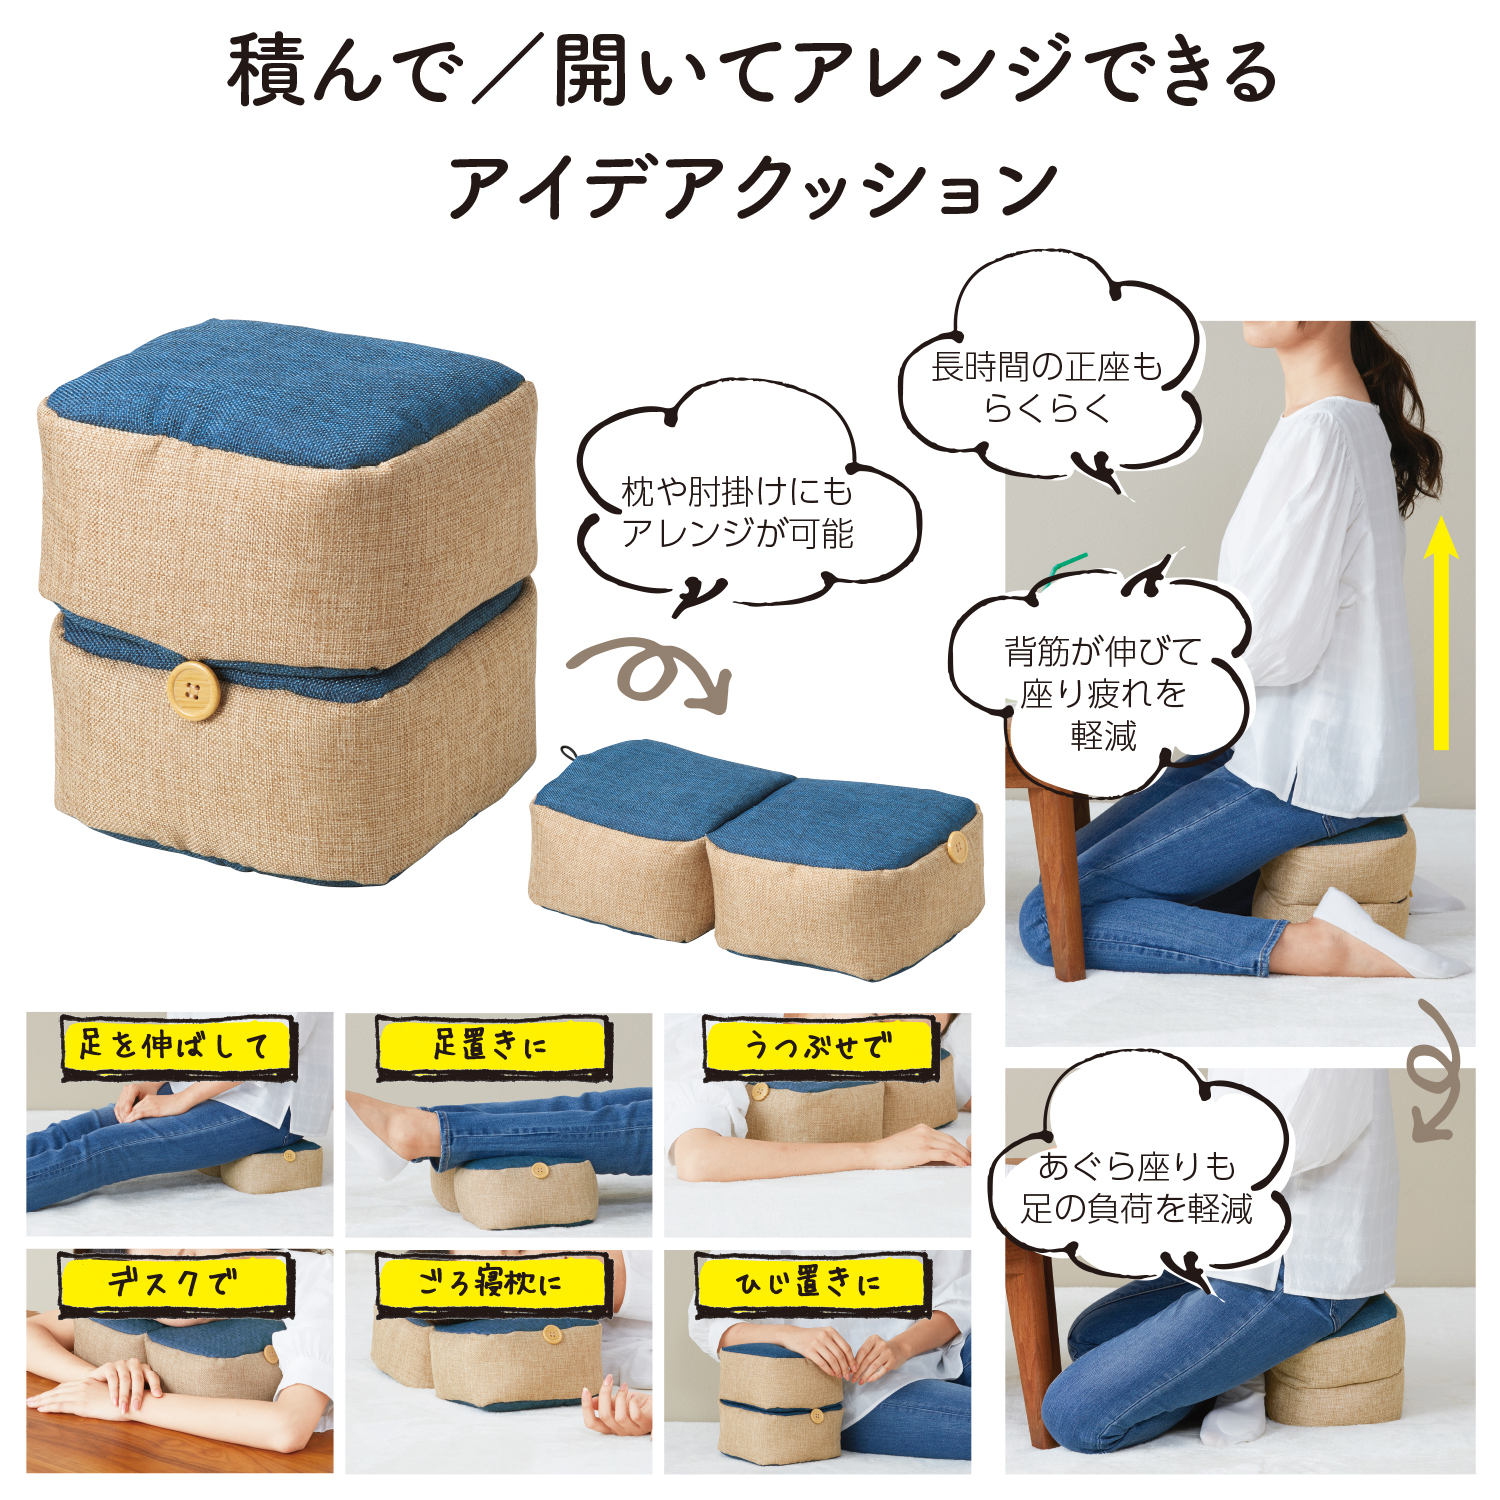 積んで／開いてアレンジできる
アイデアクッション
長時間の正座も
らくらく
枕や肘掛けにも
アレンジが可能
背筋が伸びて
座り疲れを
軽減
あぐら座りも
足の負荷を軽減
足を伸ばして
足置きに
うつぶせで
デスクで
ごろ寝枕に
ひじ置きに